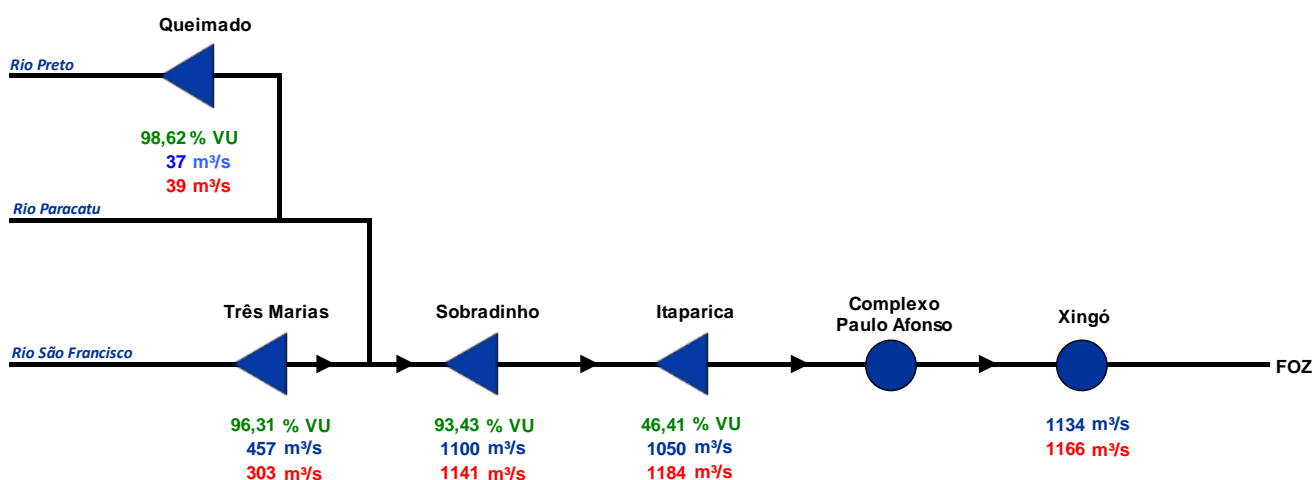 Queimado
Rio Preto
98,62 % VU
37 m³/s
39 m³/s
Rio Paracatu
Três Marias
Sobradinho
Itaparica
Complexo
Paulo Afonso
Xingó
Rio São Francisco
FOZ
96,31 % VU
457 m³/s
303 m³/s
93,43 % VU
1100 m³/s
1141 m³/s
46,41 % VU
1050 m³/s
1184 m³/s
1134 m³/s
1166 m³/s